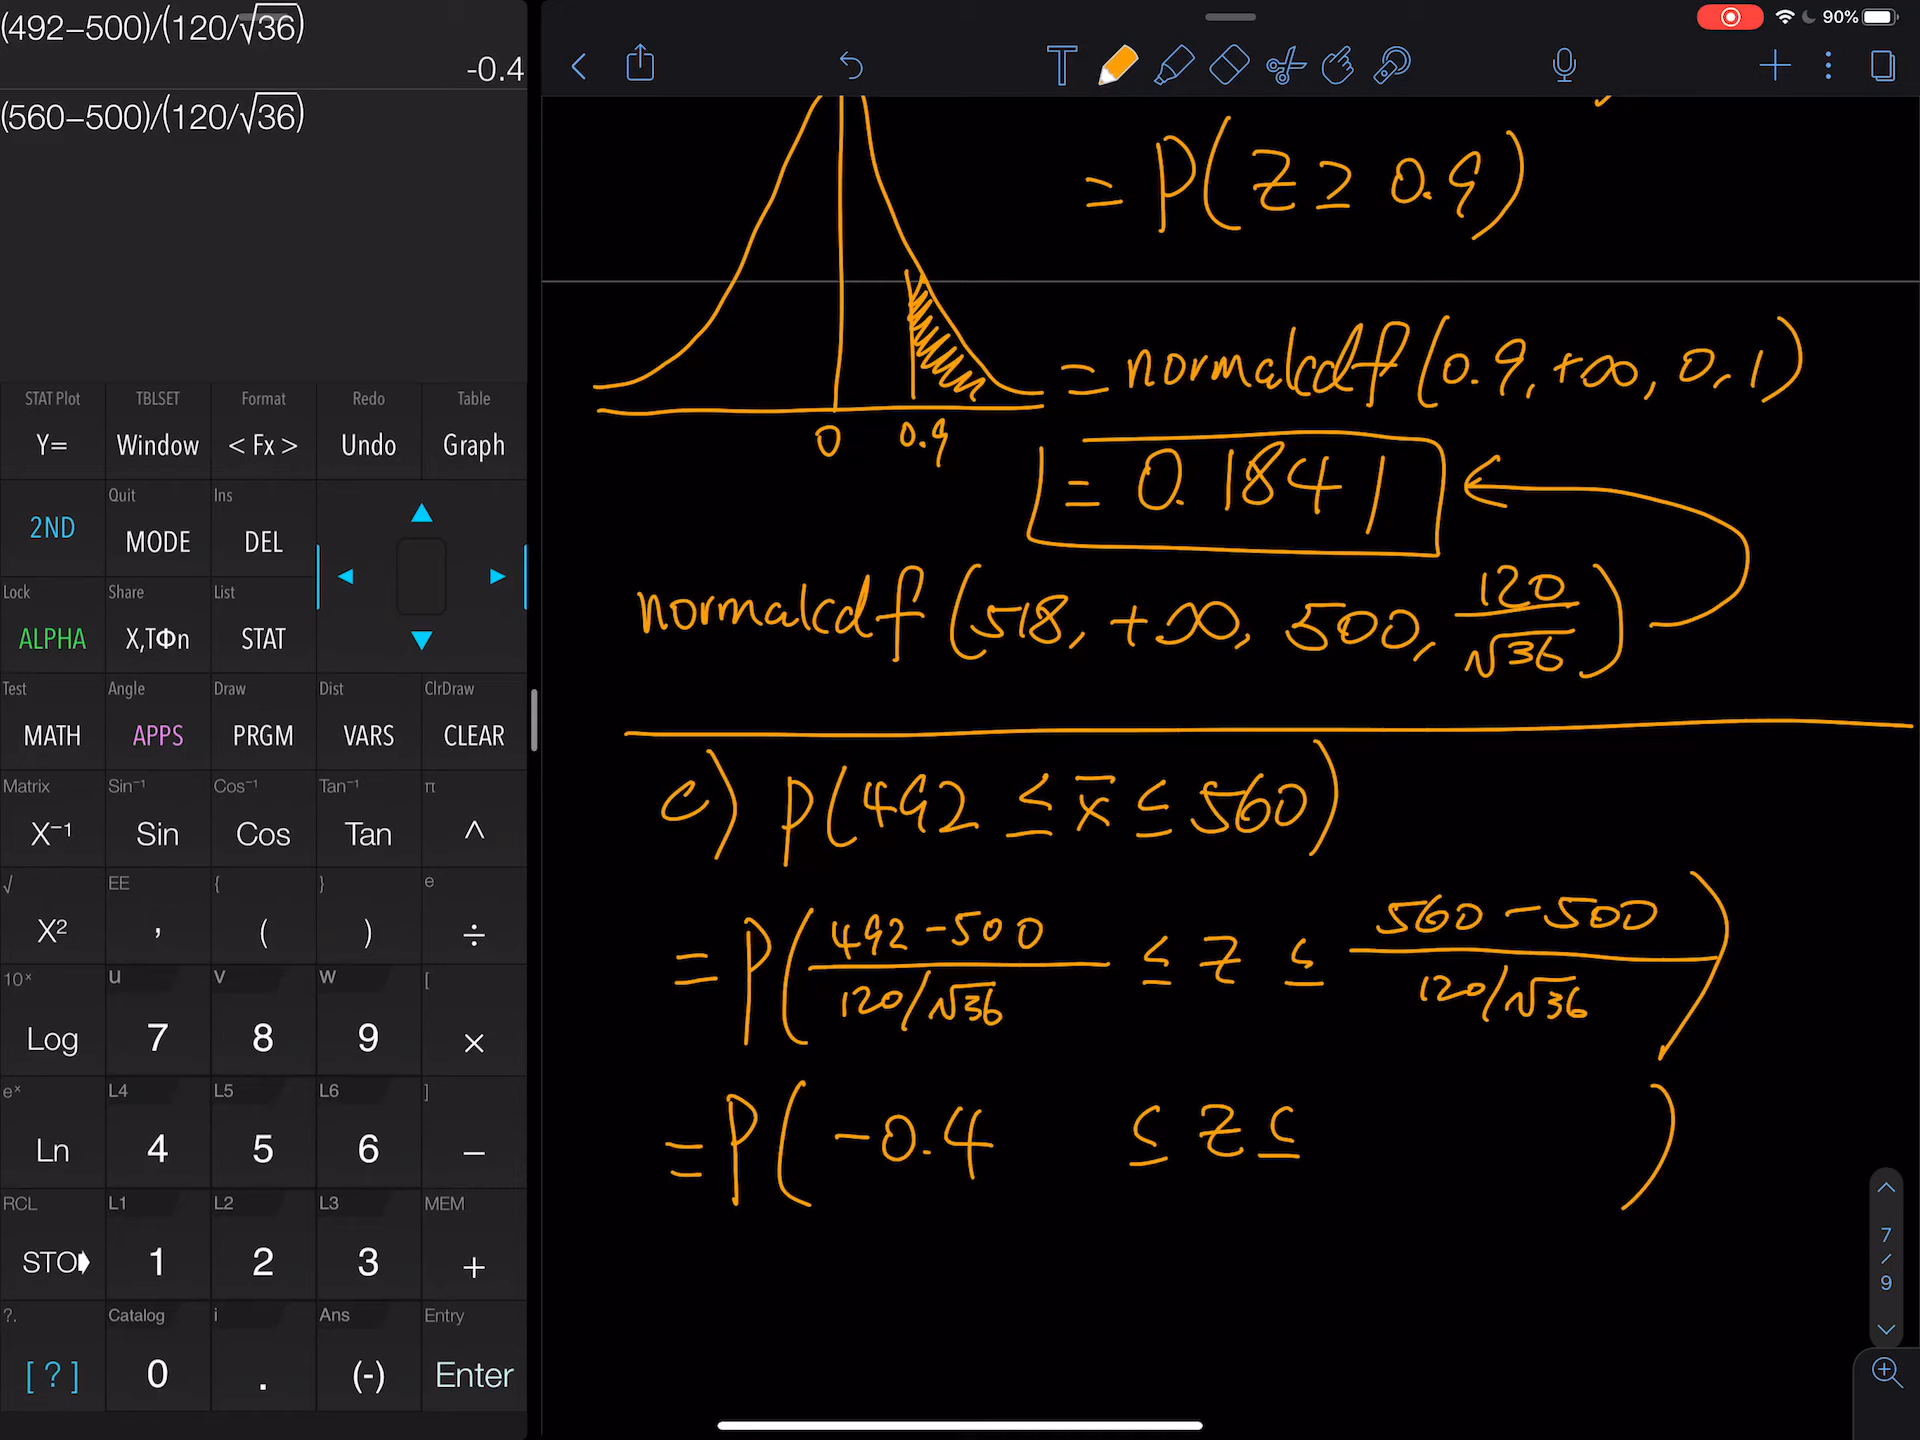 (492−500)/(120/√36)
-0.4
(560−500)/(120/√36)
STAT Plot TBLSET Format Redo Table
Y= Window < Fx > Undo Graph
Quit Ins
2ND MODE DEL
Lock Share List
ALPHA X,TΦn STAT
Test Angle Draw Dist ClrDraw
MATH APPS PRGM VARS CLEAR
Matrix Sin⁻¹ Cos⁻¹ Tan⁻¹ π
X⁻¹ Sin Cos Tan ^
√ EE { } e
X² , ( ) ÷
10ˣ u v w [
Log 7 8 9 ×
eˣ L4 L5 L6 ]
Ln 4 5 6 −
RCL L1 L2 L3 MEM
STO 1 2 3 +
?. Catalog i Ans Entry
[ ? ] 0 . (-) Enter
90%
= P(Z ≥ 0.9)
0 0.9
= normalcdf(0.9, +∞, 0, 1)
= 0.1841
normalcdf(518, +∞, 500, 120/√36)
c) P(492 ≤ x̄ ≤ 560)
= P((492 − 500)/(120/√36) ≤ Z ≤ (560 − 500)/(120/√36))
= P(−0.4 ≤ Z ≤ )
7
/
9